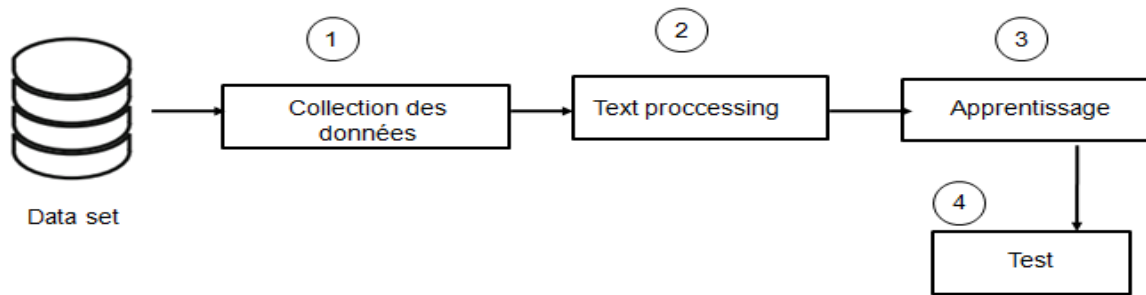 1
2
3
Collection des
données
Text proccessing
Apprentissage
Data set
4
Test